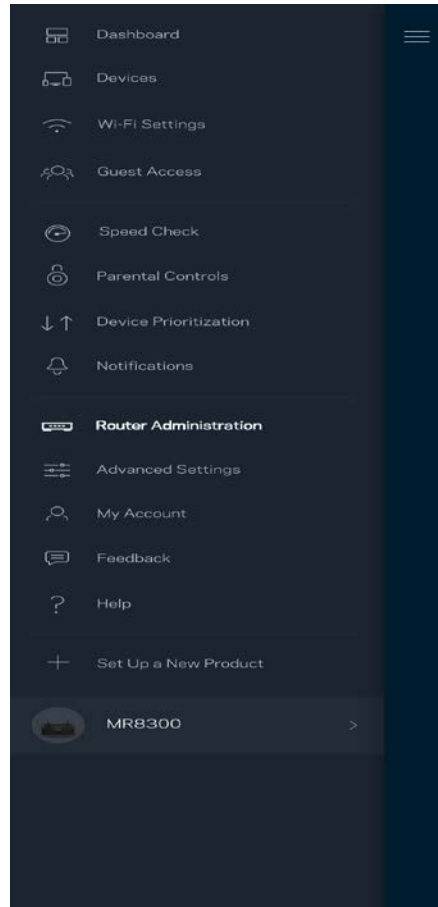 Dashboard
Devices
Wi-Fi Settings
Guest Access
Speed Check
Parental Controls
Device Prioritization
Notifications
Router Administration
Advanced Settings
My Account
Feedback
Help
Set Up a New Product
MR8300